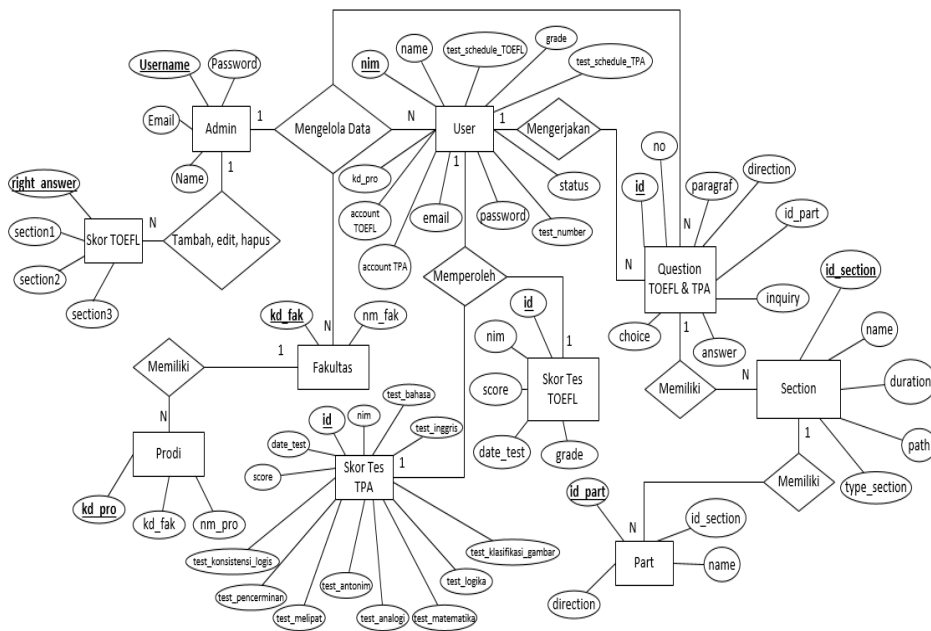 Username
Password
Email
Admin
Name
1
1
right_answer
section1
section2
section3
Skor TOEFL
N
Tambah, edit, hapus
Mengelola Data
N
N
N
nim
name
test_schedule_TOEFL
grade
test_schedule_TPA
User
1
1
kd_pro
account
TOEFL
account TPA
email
password
test_number
status
Mengerjakan
N
Memperoleh
1
1
no
id
paragraf
direction
id_part
inquiry
answer
choice
Question
TOEFL & TPA
1
Memiliki
N
id_section
name
duration
path
type_section
Section
1
Memiliki
N
id_part
id_section
name
direction
Part
kd_fak
nm_fak
Fakultas
1
Memiliki
N
Prodi
kd_pro
kd_fak
nm_pro
id
nim
score
date_test
grade
Skor Tes
TOEFL
id
nim
test_bahasa
test_inggris
date_test
score
Skor Tes
TPA
test_konsistensi_logis
test_pencerminan
test_melipat
test_antonim
test_analogi
test_matematika
test_logika
test_klasifikasi_gambar